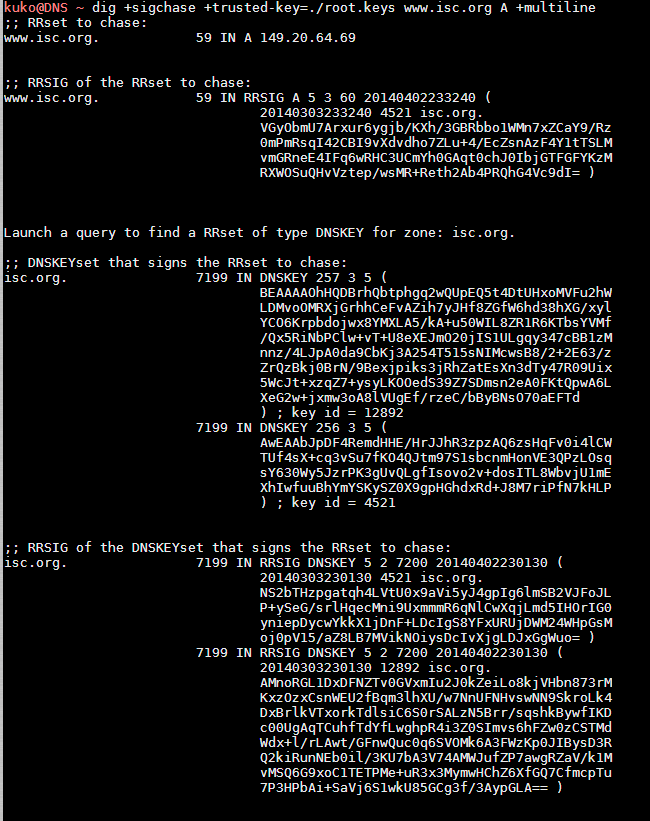 kuko@DNS ~ dig +sigchase +trusted-key=./root.keys www.isc.org A +multiline
;; RRset to chase:
www.isc.org. 59 IN A 149.20.64.69
;; RRSIG of the RRset to chase:
www.isc.org. 59 IN RRSIG A 5 3 60 20140402233240 (
20140303233240 4521 isc.org.
VGyObmU7Arxur6ygjb/KXh/3GBRbbo1WMn7xZCaY9/Rz
0mPmRsqI42CBI9vXdvdho7ZLu+4/EcZsnAzF4Y1tTSLM
vmGRneE4IFq6wRHC3UCmYh0GAqt0chJ0IbjGTFGFYKzM
RXWOSuQHvVztep/wsMR+Reth2Ab4PRQhG4Vc9dI= )
Launch a query to find a RRset of type DNSKEY for zone: isc.org.
;; DNSKEYset that signs the RRset to chase:
isc.org. 7199 IN DNSKEY 257 3 5 (
BEAAAAOhHQDBrhQbtphgq2wQUpEQ5t4DtUHxoMVFu2hW
LDMvoOMRXjGrhhCeFvAZih7yJHf8ZGfW6hd38hXG/xyl
YCO6Krpbdojwx8YMXLA5/kA+u50WIL8ZR1R6KTbsYVMf
/Qx5RiNbPClw+vT+U8eXEJmO20jIS1ULgqy347cBB1zM
nnz/4LJpA0da9CbKj3A254T515sNIMcwsB8/2+2E63/z
ZrQzBkj0BrN/9Bexjpiks3jRhZatEsXn3dTy47R09Uix
5WcJt+xzqZ7+ysyLKOOedS39Z7SDmsn2eA0FKtQpwA6L
XeG2w+jxmw3oA8lVUgEf/rzeC/bByBNsO70aEFTd
) ; key id = 12892
7199 IN DNSKEY 256 3 5 (
AwEAAbJpDF4RemdHHE/HrJJhR3zpzAQ6zsHqFv0i4lCW
TUf4sX+cq3vSu7fKO4QJtm97S1sbcnmHonVE3QPzLOsq
sY630Wy5JzrPK3gUvQLgfIsovo2v+dosITL8WbvjU1mE
XhIwfuuBhYmYSKySZ0X9gpHGhdxRd+J8M7riPfN7kHLP
) ; key id = 4521
;; RRSIG of the DNSKEYset that signs the RRset to chase:
isc.org. 7199 IN RRSIG DNSKEY 5 2 7200 20140402230130 (
20140303230130 4521 isc.org.
NS2bTHzpgatqh4LVtU0x9aVi5yJ4gpIg6lmSB2VJFoJL
P+ySeG/srlHqecMni9UxmmmR6qNlCwXqjLmd5IHOrIG0
yniepDycwYkkX1jDnF+LDcIgS8YFxURUjDWM24WHpGsM
oj0pV15/aZ8LB7MVikNOiysDcIvXjgLDJxGgWuo= )
7199 IN RRSIG DNSKEY 5 2 7200 20140402230130 (
20140303230130 12892 isc.org.
AMnoRGL1DxDFNZTv0GVxmIu2J0kZeiLo8kjVHbn873rM
KxzOzxCsnWEU2fBqm3lhXU/w7NnUFNHvswNN9SkroLk4
DxBrlkVTxorkTdlsiC6S0rSALzN5Brr/sqshkBywfIKD
c00UgAqTCuhfTdYfLwghpR4i3Z0SImvs6hFZw0zCSTMd
Wdx+l/rLAwt/GFnwQuc0q6SVOMk6A3FWzKp0JIBysD3R
Q2kiRunNEb0il/3KU7bA3V74AMWJufZP7awgRZaV/k1M
vMSQ6G9xoC1TETPMe+uR3x3MymwHChZ6XfGQ7CfmcpTu
7P3HPbAi+SaVj6S1wkU85GCg3f/3AypGLA== )